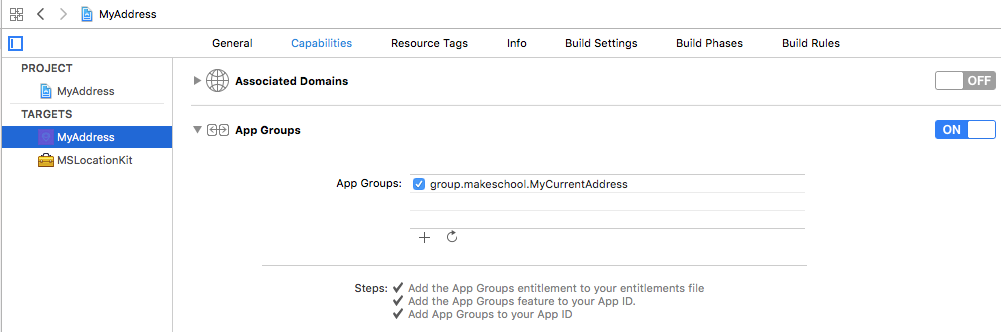 MyAddress
General Capabilities Resource Tags Info Build Settings Build Phases Build Rules
PROJECT
MyAddress
TARGETS
MyAddress
MSLocationKit
Associated Domains OFF
App Groups ON
App Groups: group.makeschool.MyCurrentAddress
Steps: ✔ Add the App Groups entitlement to your entitlements file
✔ Add the App Groups feature to your App ID.
✔ Add App Groups to your App ID